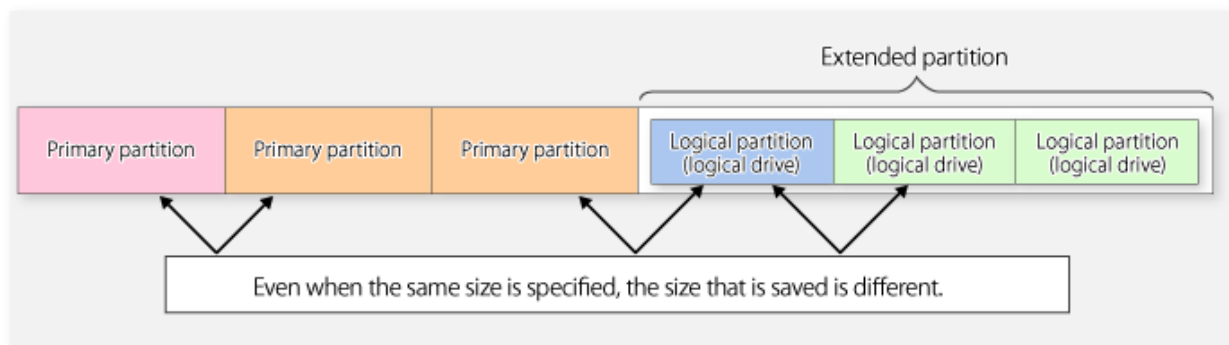 Extended partition
Primary partition
Primary partition
Primary partition
Logical partition
(logical drive)
Logical partition
(logical drive)
Logical partition
(logical drive)
Even when the same size is specified, the size that is saved is different.